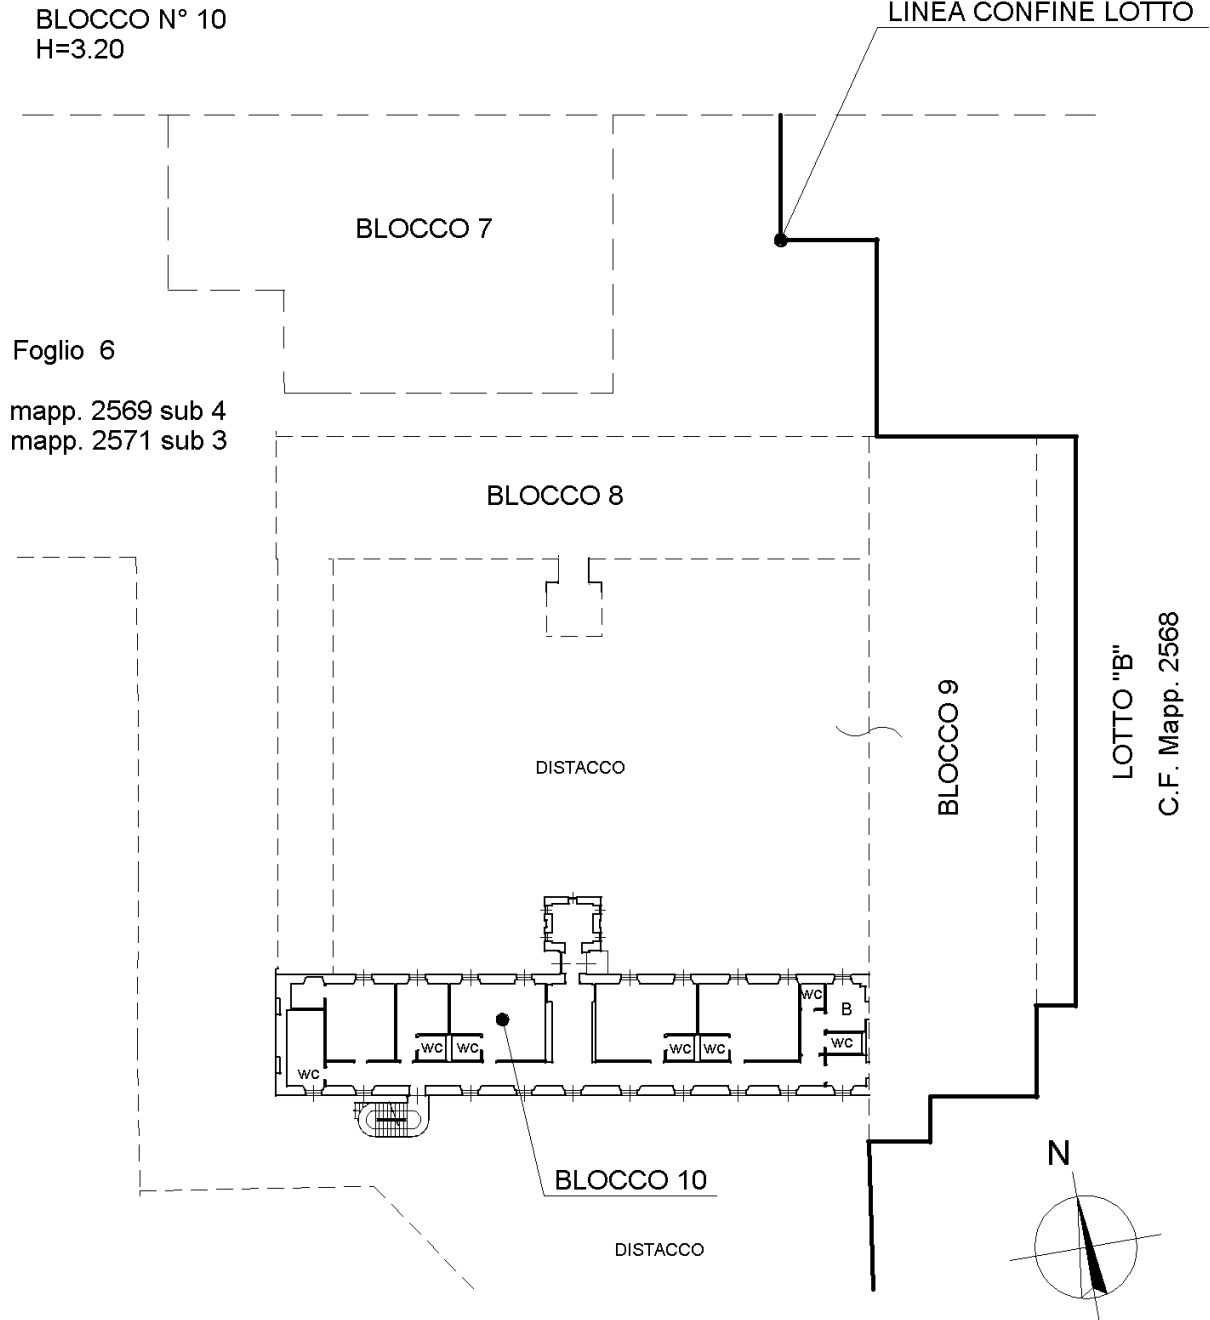 BLOCCO N° 10
H=3.20
LINEA CONFINE LOTTO
BLOCCO 7
Foglio 6
mapp. 2569 sub 4
mapp. 2571 sub 3
BLOCCO 8
BLOCCO 9
LOTTO "B"
C.F. Mapp. 2568
DISTACCO
WC
B
WC
WC
WC
WC
WC
WC
BLOCCO 10
N
DISTACCO